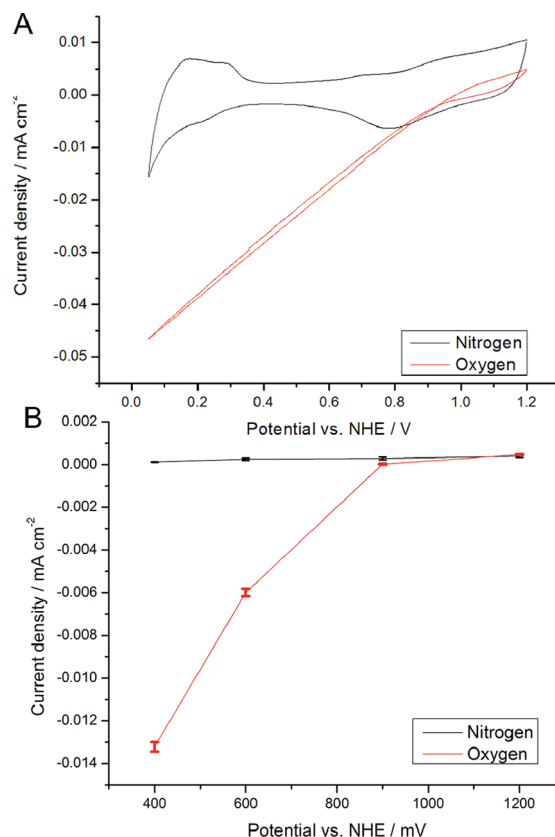 A
0.01
0.00
-0.01
-0.02
-0.03
-0.04
-0.05
Current density / mA cm⁻²
Nitrogen
Oxygen
0.0 0.2 0.4 0.6 0.8 1.0 1.2
Potential vs. NHE / V
B
0.002
0.000
-0.002
-0.004
-0.006
-0.008
-0.010
-0.012
-0.014
Current density / mA cm⁻²
Nitrogen
Oxygen
400 600 800 1000 1200
Potential vs. NHE / mV